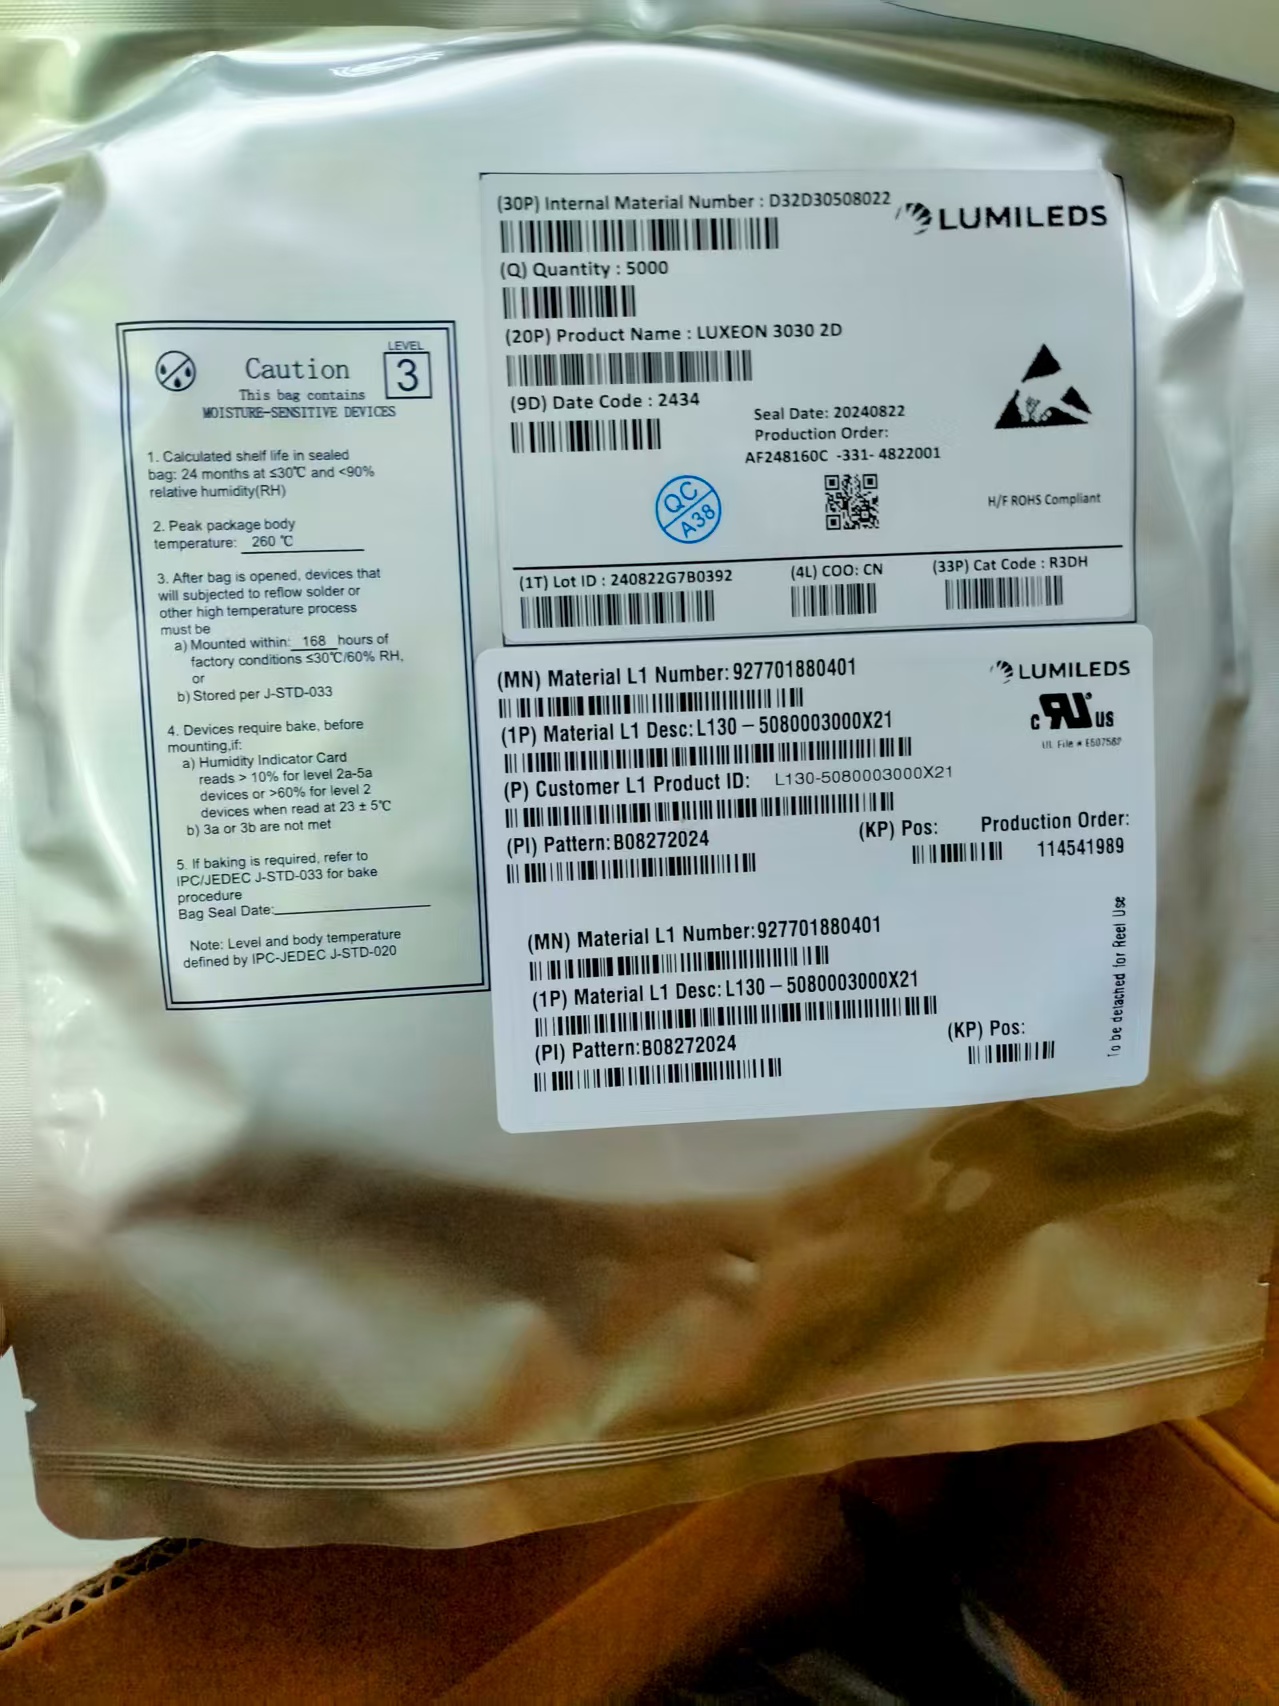 LEVEL
3
Caution
This bag contains
MOISTURE-SENSITIVE DEVICES
1. Calculated shelf life in sealed
bag: 24 months at ≤30℃ and <90%
relative humidity(RH)
2. Peak package body
temperature: 260 ℃
3. After bag is opened, devices that
will subjected to reflow solder or
other high temperature process
must be
a) Mounted within: 168 hours of
factory conditions ≤30℃/60% RH,
or
b) Stored per J-STD-033
4. Devices require bake, before
mounting,if:
a) Humidity Indicator Card
reads > 10% for level 2a-5a
devices or >60% for level 2
devices when read at 23 ± 5℃
b) 3a or 3b are not met
5. If baking is required, refer to
IPC/JEDEC J-STD-033 for bake
procedure
Bag Seal Date:
Note: Level and body temperature
defined by IPC-JEDEC J-STD-020
(30P) Internal Material Number : D32D30508022
LUMILEDS
(Q) Quantity : 5000
(20P) Product Name : LUXEON 3030 2D
(9D) Date Code : 2434
Seal Date: 20240822
Production Order:
AF248160C -331- 4822001
QC
A38
H/F ROHS Compliant
(1T) Lot ID : 240822G7B0392
(4L) COO: CN
(33P) Cat Code : R3DH
(MN) Material L1 Number: 927701880401
LUMILEDS
(1P) Material L1 Desc: L130 – 5080003000X21
c RU US
UL File # E507582
(P) Customer L1 Product ID: L130-5080003000X21
(PI) Pattern: B08272024
(KP) Pos:
Production Order:
114541989
(MN) Material L1 Number: 927701880401
(1P) Material L1 Desc: L130 – 5080003000X21
(PI) Pattern: B08272024
(KP) Pos:
To be detached for Reel Use